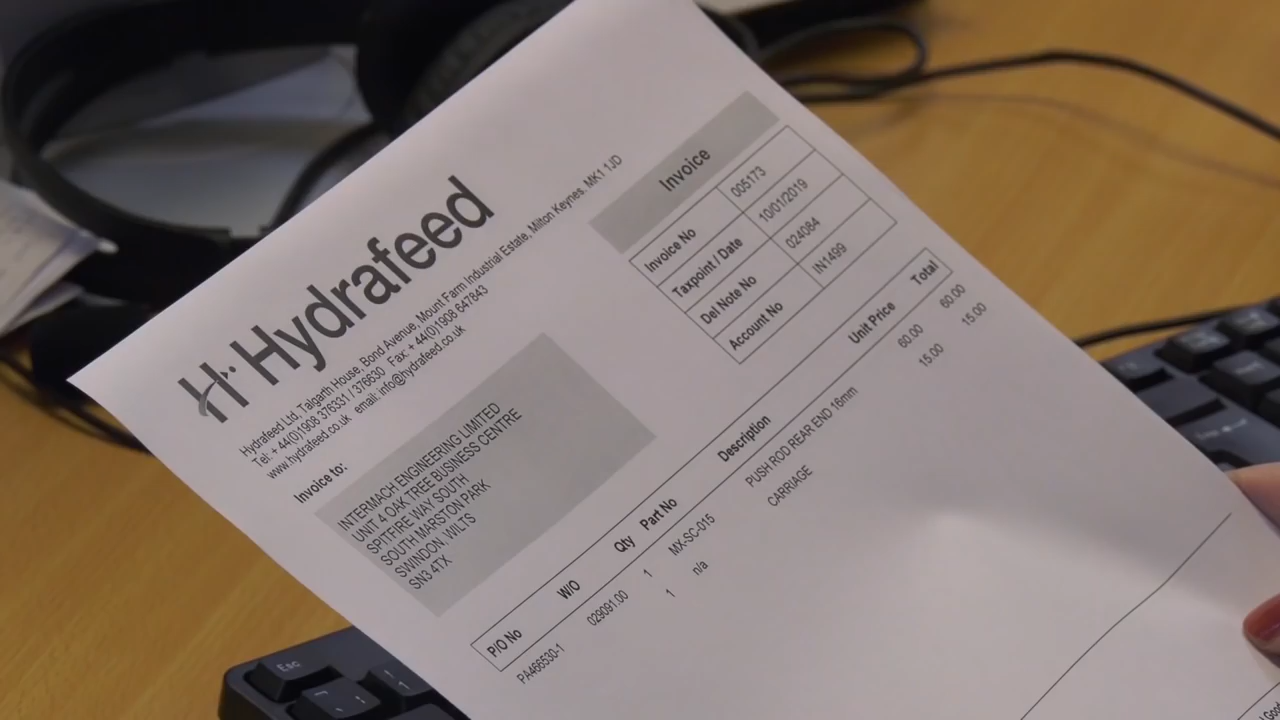 Hydrafeed
Hydrafeed Ltd, Talgarth House, Bond Avenue, Mount Farm Industrial Estate, Milton Keynes, MK1 1JD
Tel: + 44(0)1908 376331 / 376630 Fax: + 44(0)1908 647843
www.hydrafeed.co.uk email: info@hydrafeed.co.uk
Invoice
Invoice No 005173
Taxpoint / Date 10/01/2019
Del Note No 024084
Account No IN1499
Invoice to:
INTERMACH ENGINEERING LIMITED
UNIT 4 OAK TREE BUSINESS CENTRE
SPITFIRE WAY SOUTH
SOUTH MARSTON PARK
SWINDON, WILTS
SN3 4TX
P/O No W/O Qty Part No Description Unit Price Total
PA466530-1 029091.00 1 MX-SC-015 PUSH ROD REAR END 16mm 60.00 60.00
1 n/a CARRIAGE 15.00 15.00
Esc